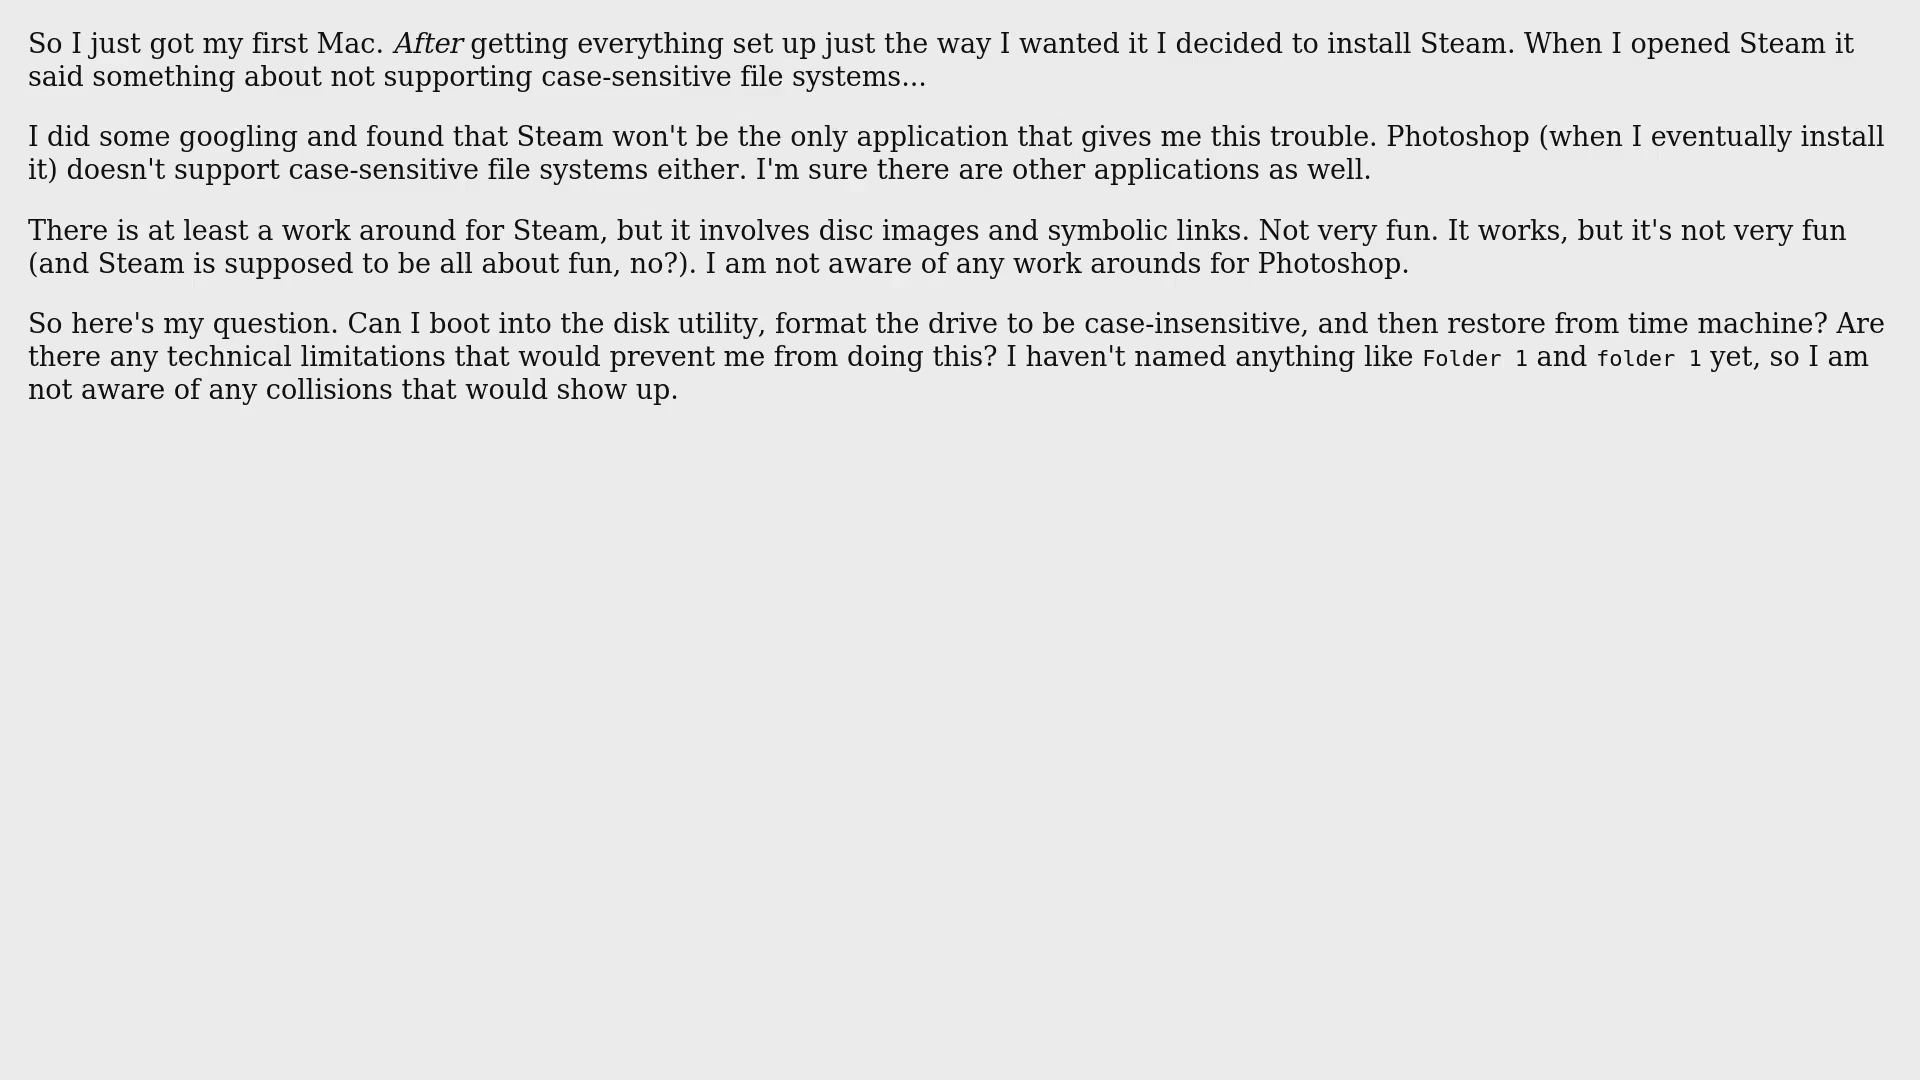 So I just got my first Mac. After getting everything set up just the way I wanted it I decided to install Steam. When I opened Steam it
said something about not supporting case-sensitive file systems...
I did some googling and found that Steam won't be the only application that gives me this trouble. Photoshop (when I eventually install
it) doesn't support case-sensitive file systems either. I'm sure there are other applications as well.
There is at least a work around for Steam, but it involves disc images and symbolic links. Not very fun. It works, but it's not very fun
(and Steam is supposed to be all about fun, no?). I am not aware of any work arounds for Photoshop.
So here's my question. Can I boot into the disk utility, format the drive to be case-insensitive, and then restore from time machine? Are
there any technical limitations that would prevent me from doing this? I haven't named anything like Folder 1 and folder 1 yet, so I am
not aware of any collisions that would show up.